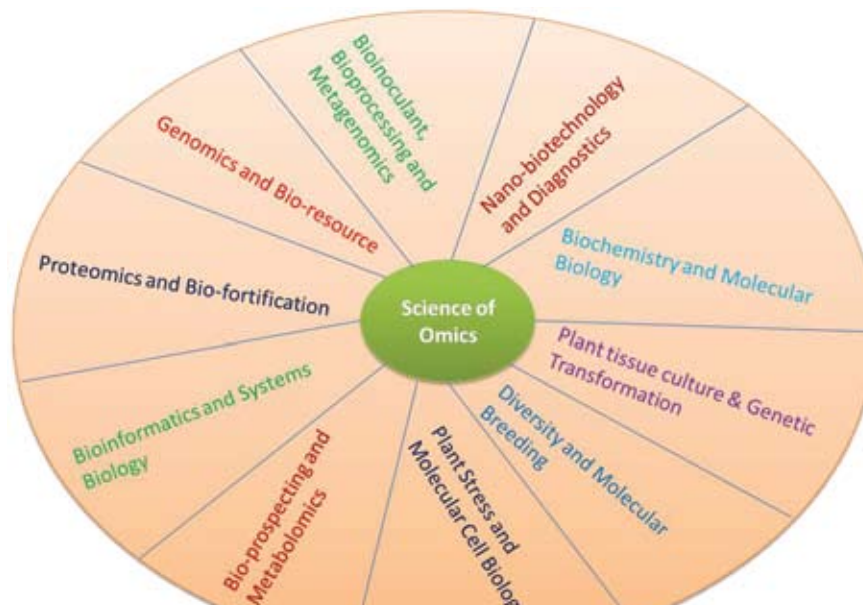 Bioinoculant,
Bioprocessing and
Metagenomics
Nano-biotechnology
and Diagnostics
Genomics and Bio-resource
Biochemistry and Molecular
Biology
Proteomics and Bio-fortification
Science of
Omics
Plant tissue culture & Genetic
Transformation
Bioinformatics and Systems
Biology
Diversity and Molecular
Breeding
Bio-prospecting and
Metabolomics
Plant Stress and
Molecular Cell Biolog